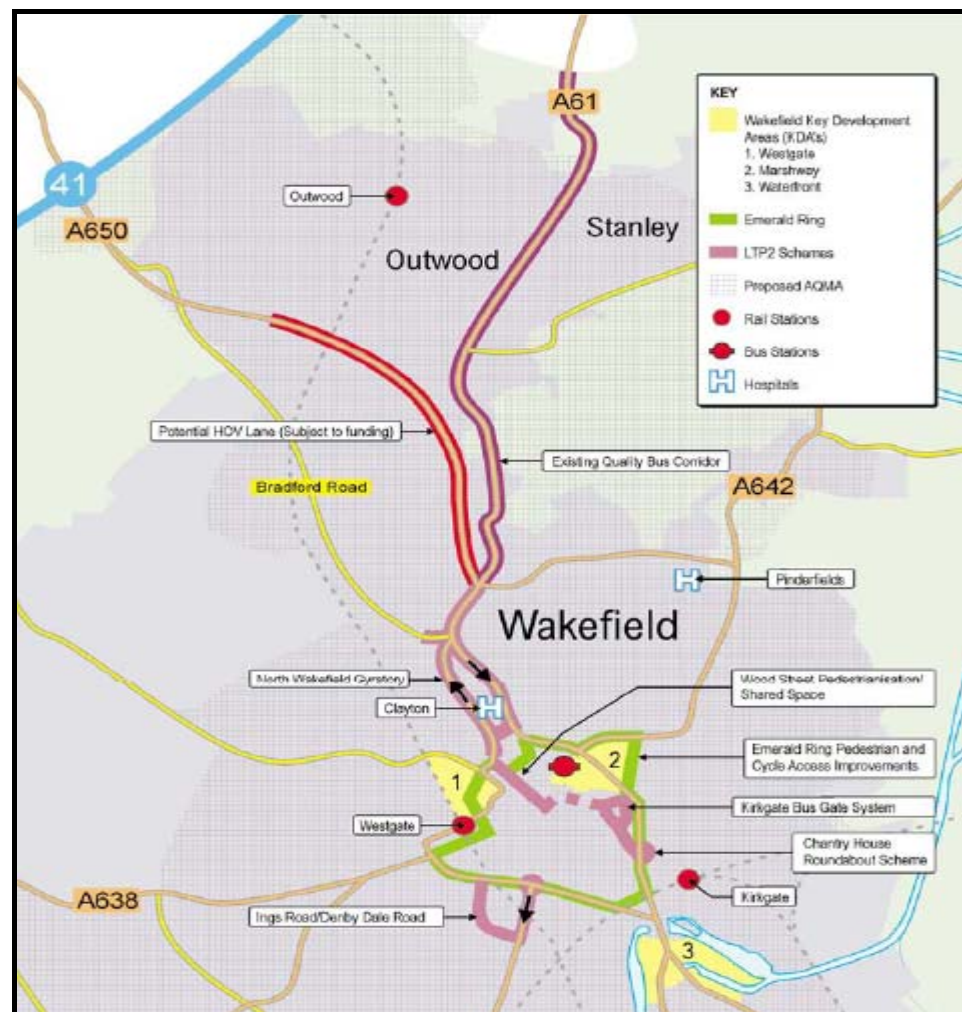 A61
KEY
Wakefield Key Development
Areas (KDA's)
1. Westgate
2. Marshway
3. Waterfront
Emerald Ring
LTP2 Schemes
Proposed AQMA
Rail Stations
Bus Stations
Hospitals
41
A650
Outwood
Outwood
Stanley
Potential HOV Lane (Subject to funding)
Existing Quality Bus Corridor
Bradford Road
A642
Pinderfields
Wakefield
North Wakefield Gyratory
Clayton
Wood Street Pedestrianisation/
Shared Space
1
2
Emerald Ring Pedestrian and
Cycle Access Improvements
Kirkgate Bus Gate System
Westgate
Chantry House
Roundabout Scheme
A638
Kirkgate
Ings Road/Denby Dale Road
3